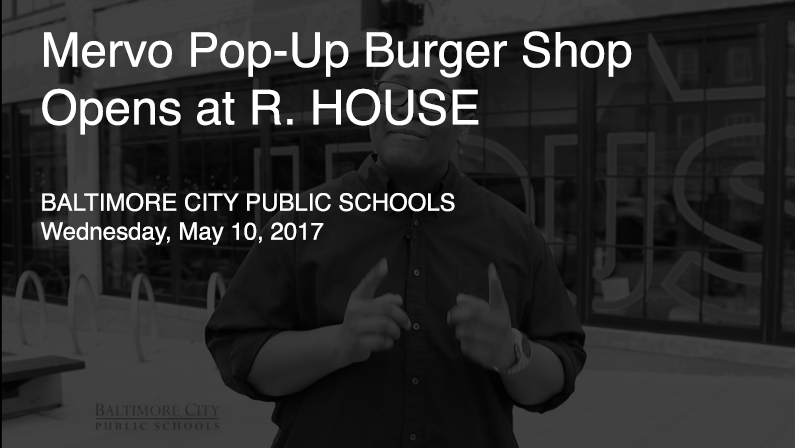 Mervo Pop-Up Burger Shop
Opens at R. HOUSE
BALTIMORE CITY PUBLIC SCHOOLS
Wednesday, May 10, 2017
BALTIMORE CITY
PUBLIC SCHOOLS